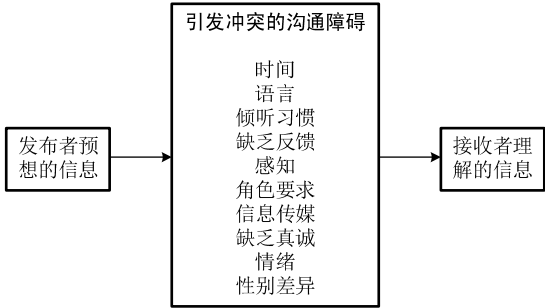 引发冲突的沟通障碍
时间
语言
倾听习惯
缺乏反馈
感知
角色要求
信息传媒
缺乏真诚
情绪
性别差异
发布者预
想的信息
接收者理
解的信息